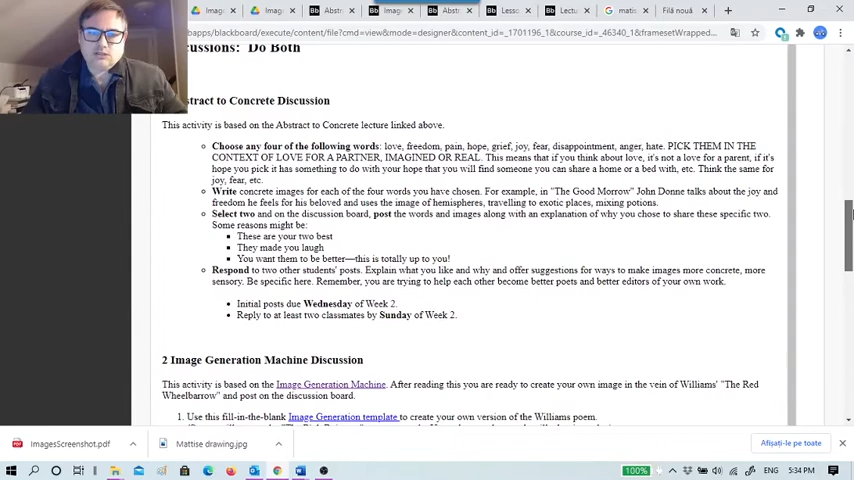 Imag
Image
Abstra
Image
Abstra
Lesso
Lectu
matis
Filă nouă
obapps/blackboard/execute/content/file?cmd=view&mode=designer&content_id=_1701196_1&course_id=_46340_1&framesetWrapped...
cussions: Do Both
bstract to Concrete Discussion
This activity is based on the Abstract to Concrete lecture linked above.
Choose any four of the following words: love, freedom, pain, hope, grief, joy, fear, disappointment, anger, hate. PICK THEM IN THE
CONTEXT OF LOVE FOR A PARTNER, IMAGINED OR REAL. This means that if you think about love, it's not a love for a parent, if it's
hope you pick it has something to do with your hope that you will find someone you can share a home or a bed with, etc. Think the same for
joy, fear, etc.
Write concrete images for each of the four words you have chosen. For example, in "The Good Morrow" John Donne talks about the joy and
freedom he feels for his beloved and uses the image of hemispheres, travelling to exotic places, mixing potions.
Select two and on the discussion board, post the words and images along with an explanation of why you chose to share these specific two.
Some reasons might be:
These are your two best
They made you laugh
You want them to be better—this is totally up to you!
Respond to two other students' posts. Explain what you like and why and offer suggestions for ways to make images more concrete, more
sensory. Be specific here. Remember, you are trying to help each other become better poets and better editors of your own work.
Initial posts due Wednesday of Week 2.
Reply to at least two classmates by Sunday of Week 2.
2 Image Generation Machine Discussion
This activity is based on the Image Generation Machine. After reading this you are ready to create your own image in the vein of Williams' "The Red
Wheelbarrow" and post on the discussion board.
1. Use this fill-in-the-blank Image Generation template to create your own version of the Williams poem.
ImagesScreenshot.pdf
Mattise drawing.jpg
Afișați-le pe toate
100%
ENG
5:34 PM